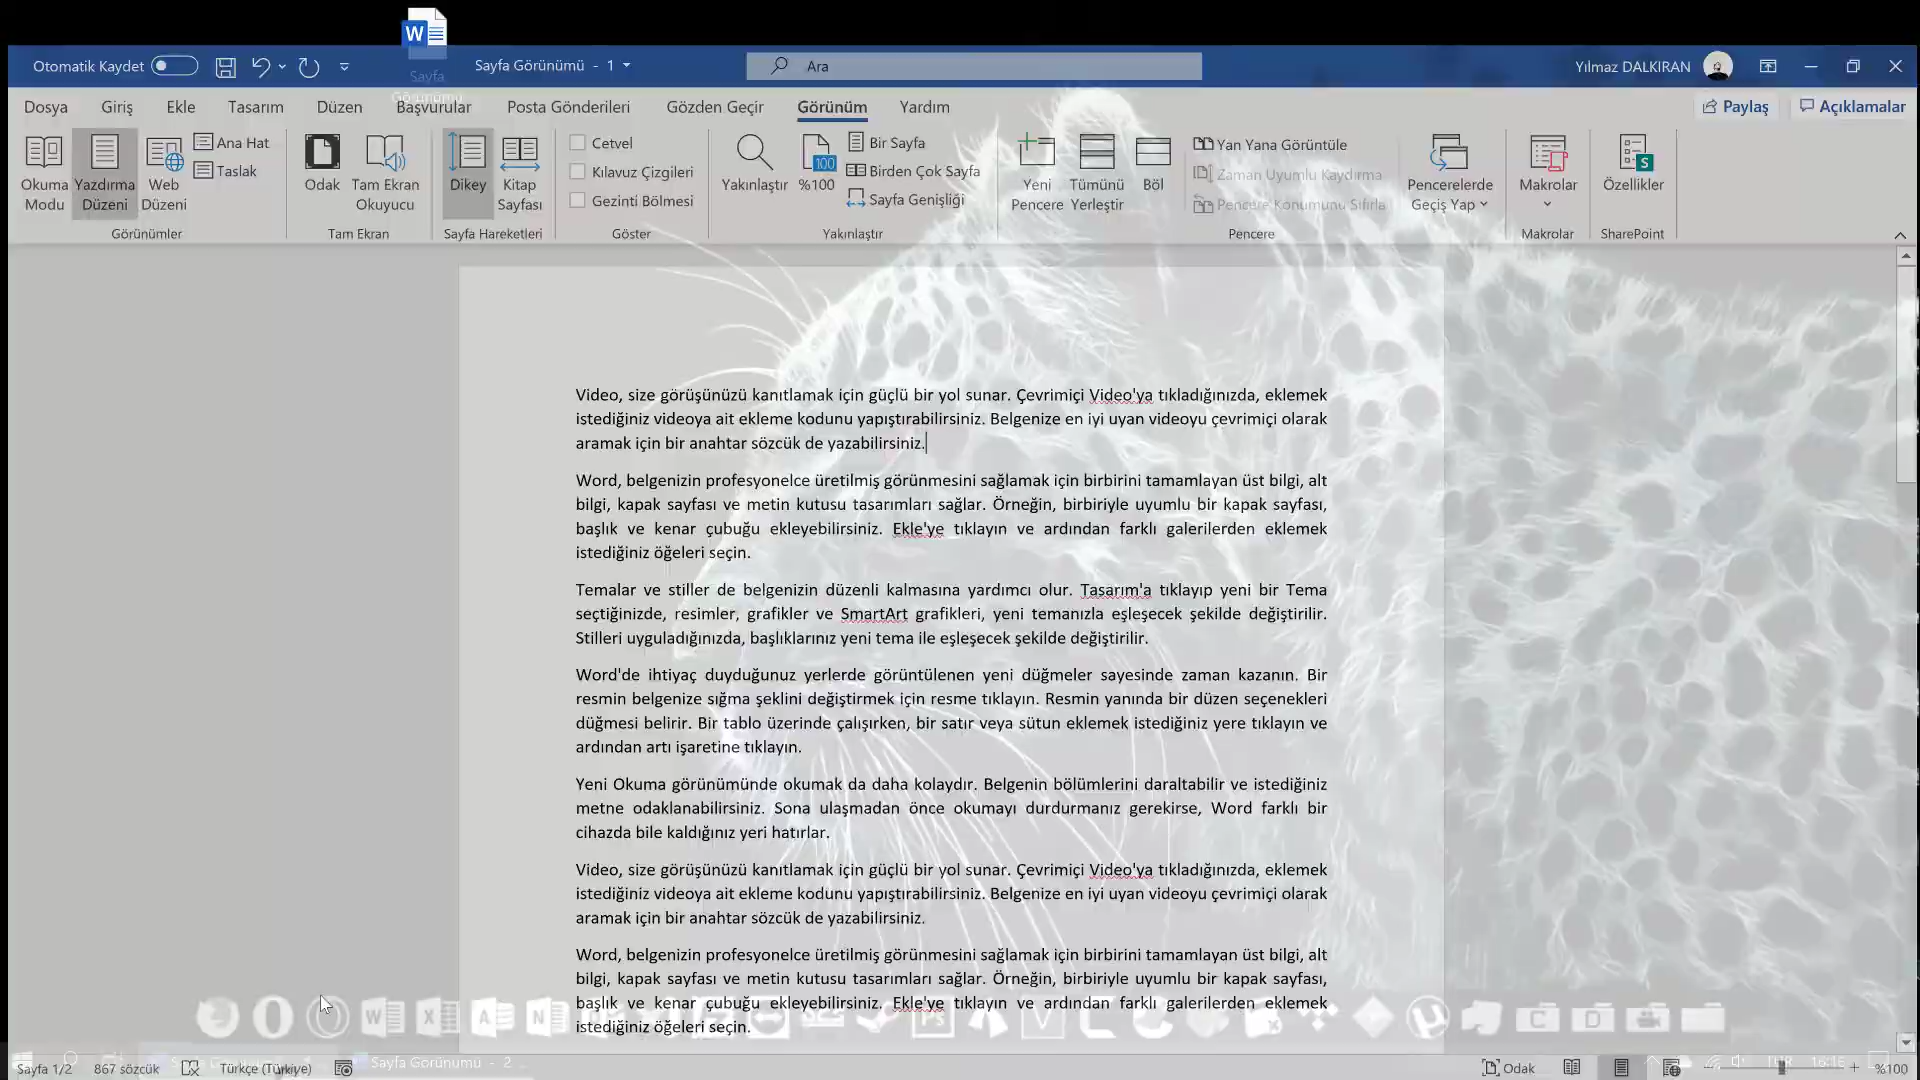 Sayfa
Görünümü
Otomatik Kaydet
Sayfa Görünümü - 1
Ara
Yılmaz DALKIRAN
Dosya Giriş Ekle Tasarım Düzen Başvurular Posta Gönderileri Gözden Geçir Görünüm Yardım
Paylaş Açıklamalar
Okuma Modu
Yazdırma Düzeni
Web Düzeni
Ana Hat
Taslak
Görünümler
Odak
Tam Ekran Okuyucu
Tam Ekran
Dikey
Kitap Sayfası
Sayfa Hareketleri
Cetvel
Kılavuz Çizgileri
Gezinti Bölmesi
Göster
Yakınlaştır
100
%100
Bir Sayfa
Birden Çok Sayfa
Sayfa Genişliği
Yakınlaştır
Yeni Pencere
Tümünü Yerleştir
Böl
Yan Yana Görüntüle
Zaman Uyumlu Kaydırma
Pencere Konumunu Sıfırla
Pencerelerde Geçiş Yap
Pencere
Makrolar
Makrolar
Özellikler
SharePoint
Video, size görüşünüzü kanıtlamak için güçlü bir yol sunar. Çevrimiçi Video'ya tıkladığınızda, eklemek
istediğiniz videoya ait ekleme kodunu yapıştırabilirsiniz. Belgenize en iyi uyan videoyu çevrimiçi olarak
aramak için bir anahtar sözcük de yazabilirsiniz.
Word, belgenizin profesyonelce üretilmiş görünmesini sağlamak için birbirini tamamlayan üst bilgi, alt
bilgi, kapak sayfası ve metin kutusu tasarımları sağlar. Örneğin, birbiriyle uyumlu bir kapak sayfası,
başlık ve kenar çubuğu ekleyebilirsiniz. Ekle'ye tıklayın ve ardından farklı galerilerden eklemek
istediğiniz öğeleri seçin.
Temalar ve stiller de belgenizin düzenli kalmasına yardımcı olur. Tasarım'a tıklayıp yeni bir Tema
seçtiğinizde, resimler, grafikler ve SmartArt grafikleri, yeni temanızla eşleşecek şekilde değiştirilir.
Stilleri uyguladığınızda, başlıklarınız yeni tema ile eşleşecek şekilde değiştirilir.
Word'de ihtiyaç duyduğunuz yerlerde görüntülenen yeni düğmeler sayesinde zaman kazanın. Bir
resmin belgenize sığma şeklini değiştirmek için resme tıklayın. Resmin yanında bir düzen seçenekleri
düğmesi belirir. Bir tablo üzerinde çalışırken, bir satır veya sütun eklemek istediğiniz yere tıklayın ve
ardından artı işaretine tıklayın.
Yeni Okuma görünümünde okumak da daha kolaydır. Belgenin bölümlerini daraltabilir ve istediğiniz
metne odaklanabilirsiniz. Sona ulaşmadan önce okumayı durdurmanız gerekirse, Word farklı bir
cihazda bile kaldığınız yeri hatırlar.
Video, size görüşünüzü kanıtlamak için güçlü bir yol sunar. Çevrimiçi Video'ya tıkladığınızda, eklemek
istediğiniz videoya ait ekleme kodunu yapıştırabilirsiniz. Belgenize en iyi uyan videoyu çevrimiçi olarak
aramak için bir anahtar sözcük de yazabilirsiniz.
Word, belgenizin profesyonelce üretilmiş görünmesini sağlamak için birbirini tamamlayan üst bilgi, alt
bilgi, kapak sayfası ve metin kutusu tasarımları sağlar. Örneğin, birbiriyle uyumlu bir kapak sayfası,
başlık ve kenar çubuğu ekleyebilirsiniz. Ekle'ye tıklayın ve ardından farklı galerilerden eklemek
istediğiniz öğeleri seçin.
Sayfa Görünümü - 2
Sayfa 1/2 867 sözcük Türkçe (Türkiye)
Odak
%100